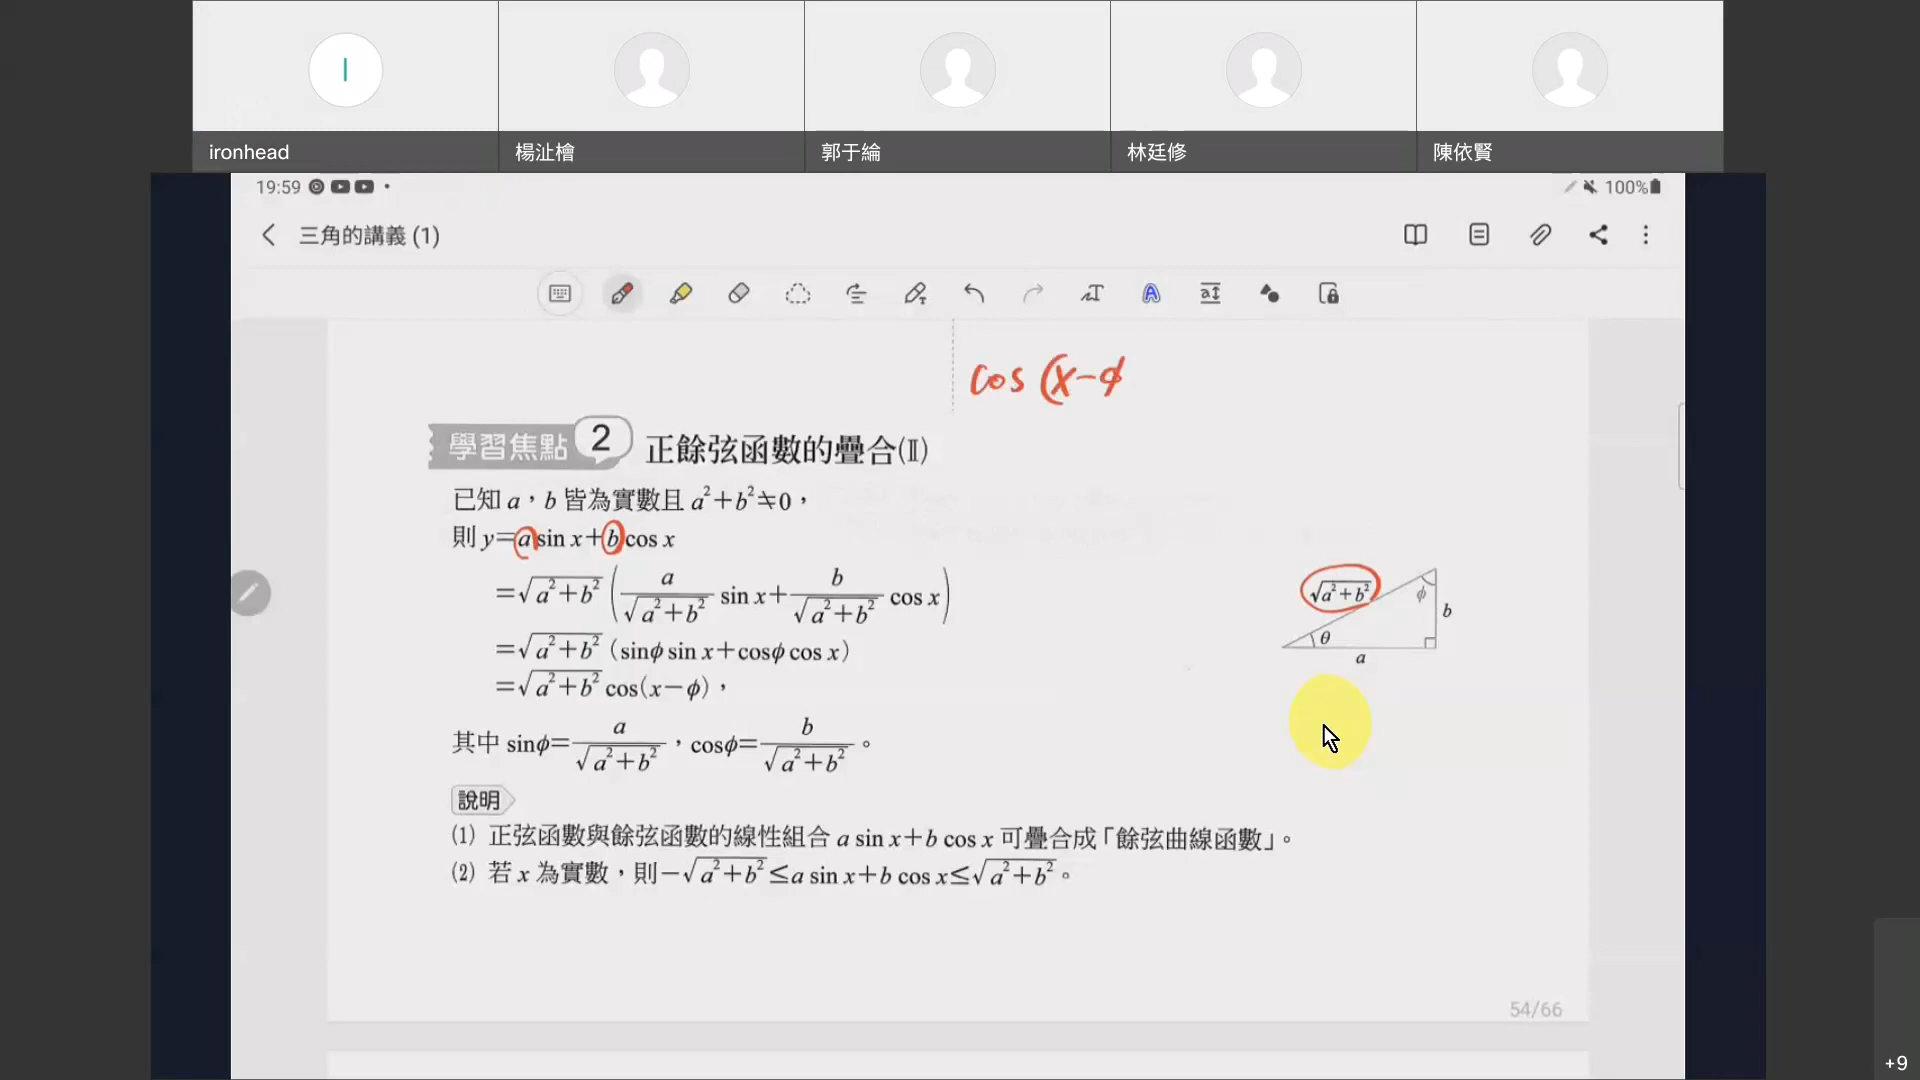 I
ironhead
楊沚檜
郭于綸
林廷修
陳依賢
19:59
100%
三角的講義 (1)
cos (x-ϕ
學習焦點 2 正餘弦函數的疊合(Ⅱ)
已知 a，b 皆為實數且 a²+b²≒0，
則 y=a sin x+b cos x
=√(a²+b²) (a/√(a²+b²) sin x+b/√(a²+b²) cos x)
=√(a²+b²) (sinϕ sin x+cosϕ cos x)
=√(a²+b²) cos(x-ϕ)，
其中 sinϕ=a/√(a²+b²)，cosϕ=b/√(a²+b²)。
√(a²+b²)
ϕ
b
θ
a
說明
(1) 正弦函數與餘弦函數的線性組合 a sin x+b cos x 可疊合成「餘弦曲線函數」。
(2) 若 x 為實數，則-√(a²+b²)≤a sin x+b cos x≤√(a²+b²)。
54/66
+9